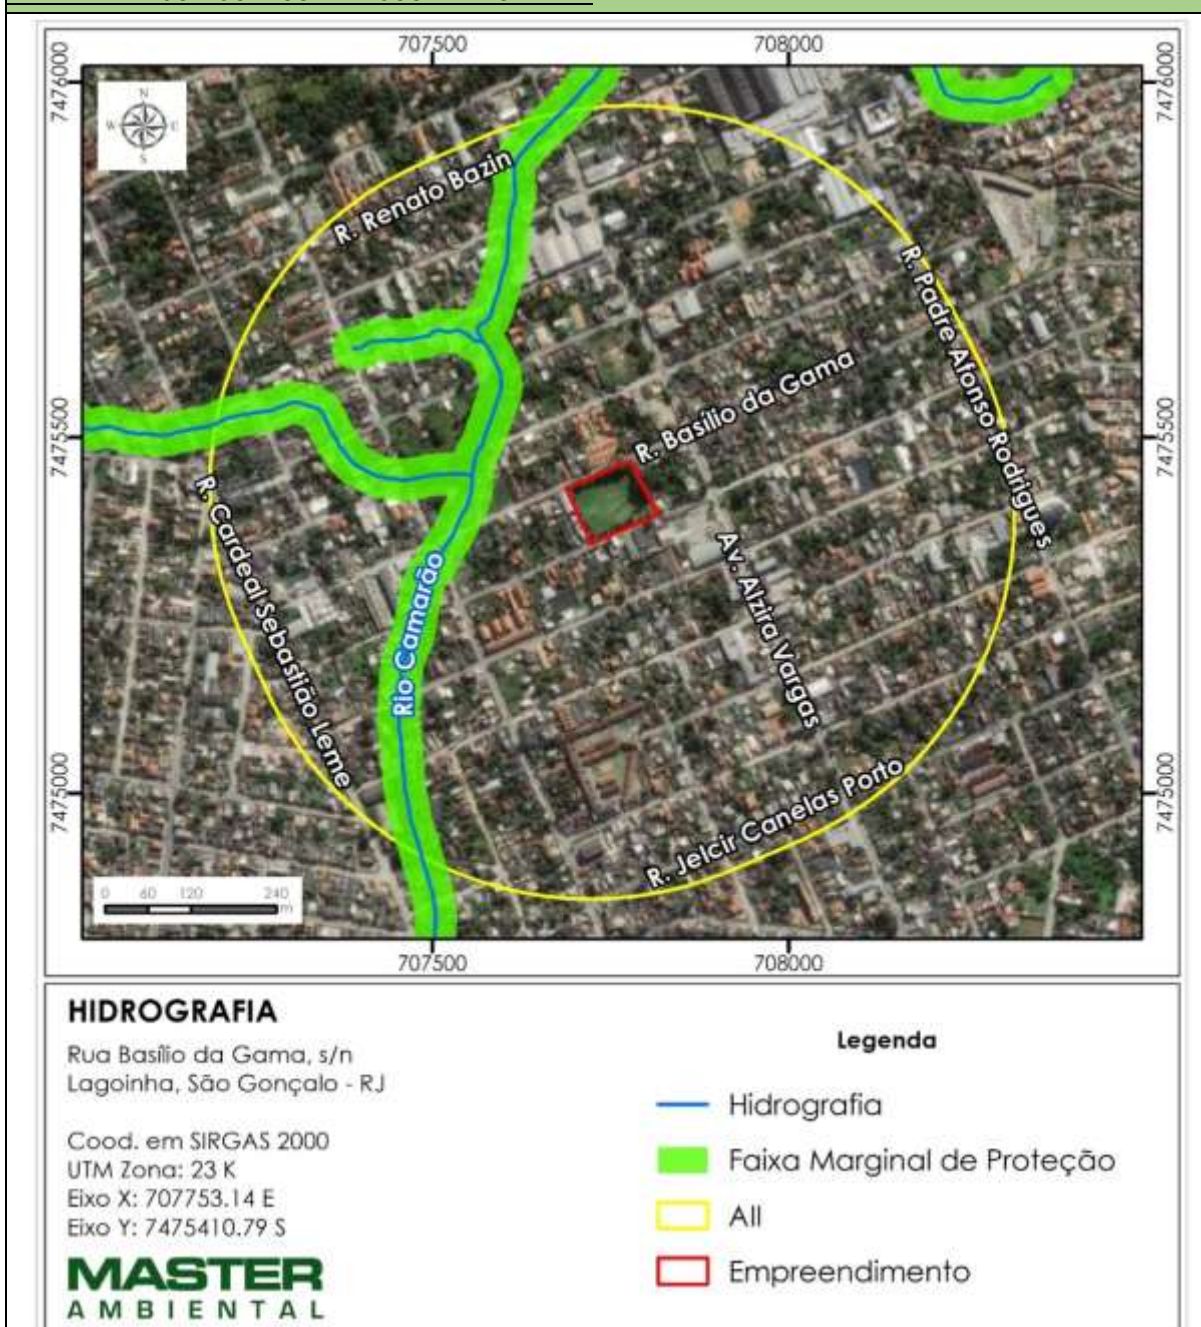 707500
708000
7476000
7476000
N
W
E
S
R. Renato Bazin
R. Padre Afonso Rodrigues
R. Basílio da Gama
7475500
7475500
R. Cardeal Sebastião Leme
Rio Camarão
Av. Alzira Vargas
7475000
7475000
R. Jelcir Canelas Porto
0 60 120 240
m
707500
708000
HIDROGRAFIA
Rua Basílio da Gama, s/n
Lagoinha, São Gonçalo - RJ
Cood. em SIRGAS 2000
UTM Zona: 23 K
Eixo X: 707753.14 E
Eixo Y: 7475410.79 S
MASTER
AMBIENTAL
Legenda
Hidrografia
Faixa Marginal de Proteção
AII
Empreendimento